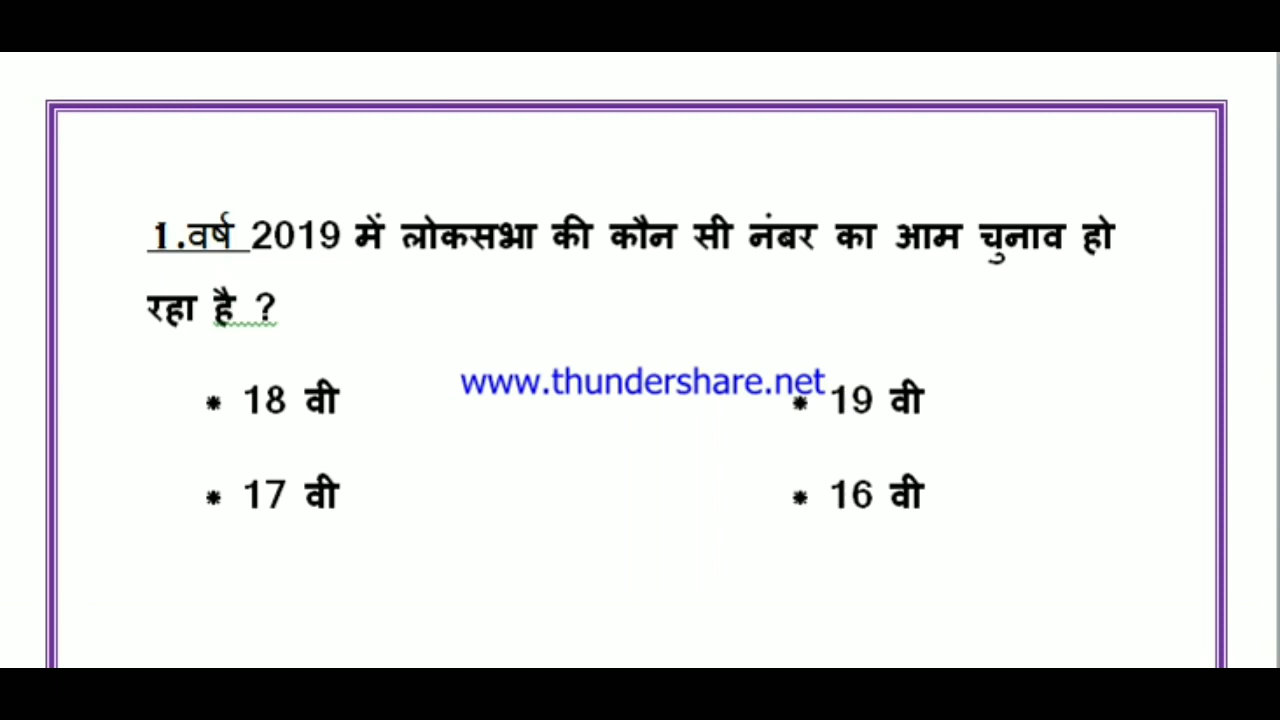 1.वर्ष 2019 में लोकसभा की कौन सी नंबर का आम चुनाव हो
रहा है ?
www.thundershare.net
* 18 वी * 19 वी
* 17 वी * 16 वी